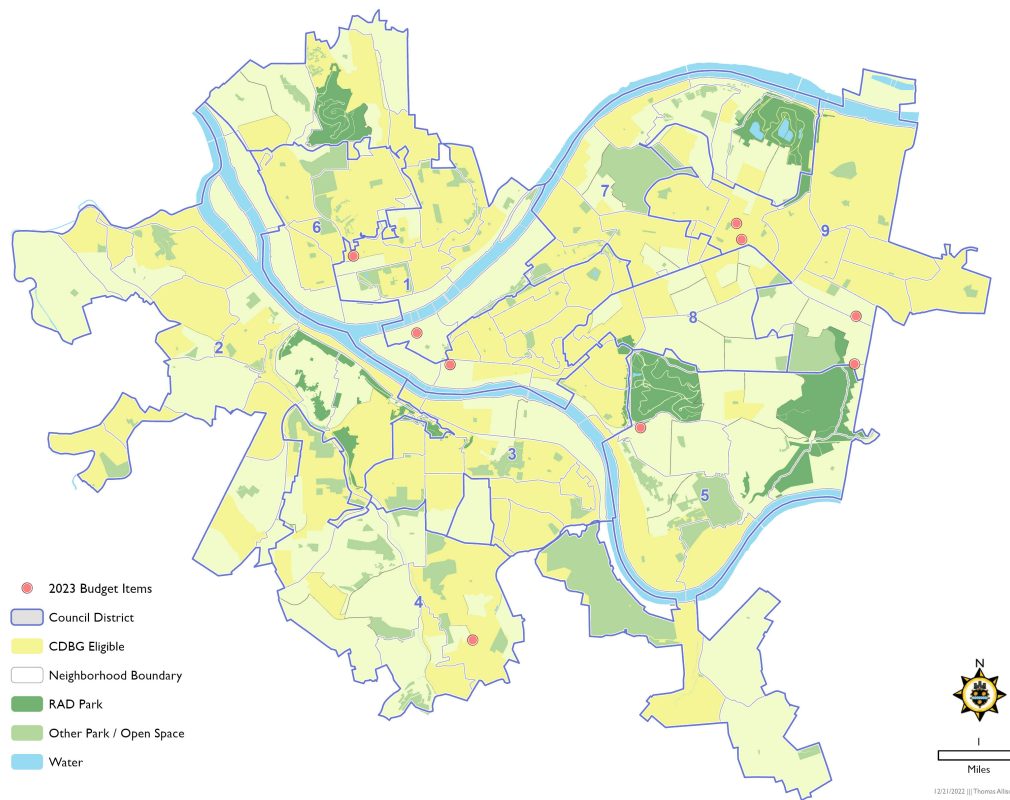 7
6
9
1
8
2
3
5
4
2023 Budget Items
Council District
CDBG Eligible
Neighborhood Boundary
RAD Park
Other Park / Open Space
Water
N
1
Miles
12/21/2022 ||| Thomas